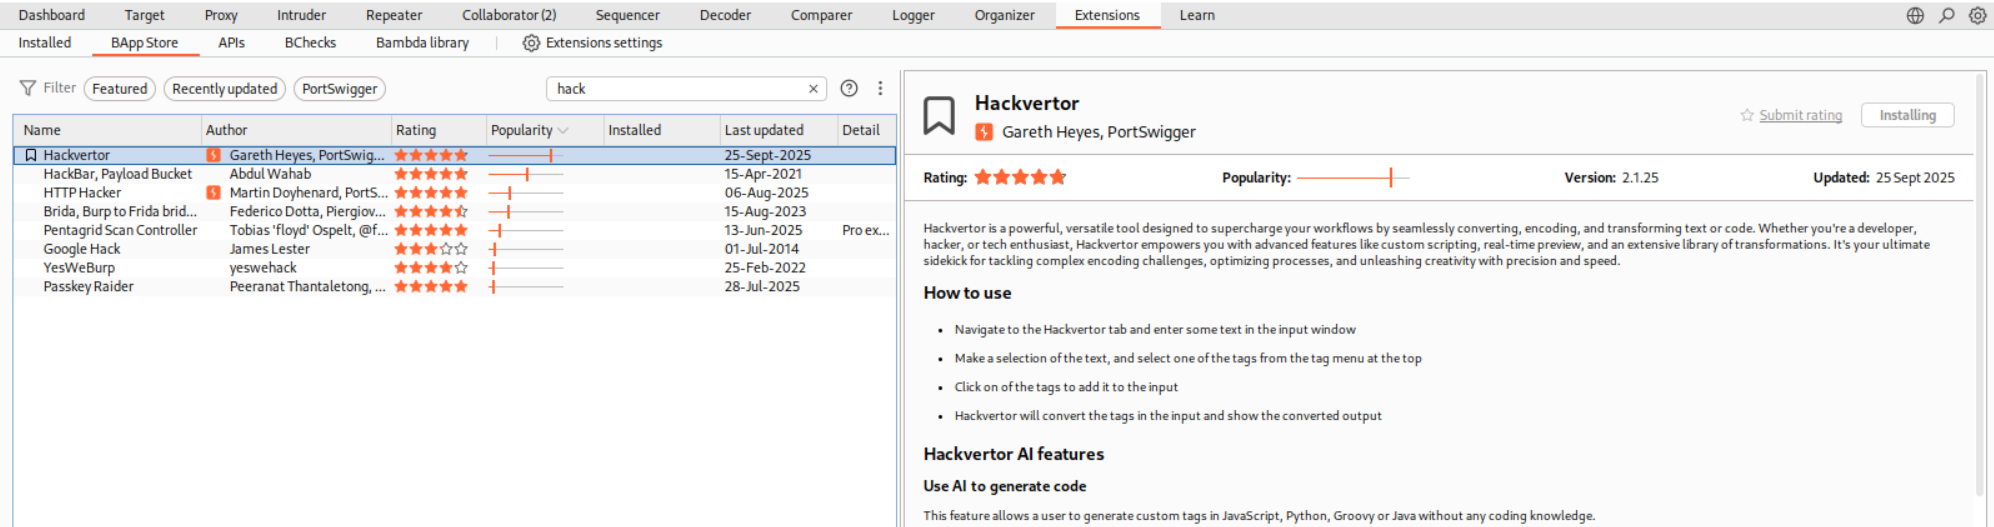 Dashboard Target Proxy Intruder Repeater Collaborator (2) Sequencer Decoder Comparer Logger Organizer Extensions Learn
Installed BApp Store APIs BChecks Bambda library Extensions settings
Filter Featured Recently updated PortSwigger hack
Name Author Rating Popularity Installed Last updated Detail
Hackvertor Gareth Heyes, PortSwig... 25-Sept-2025
HackBar, Payload Bucket Abdul Wahab 15-Apr-2021
HTTP Hacker Martin Doyhenard, PortS... 06-Aug-2025
Brida, Burp to Frida brid... Federico Dotta, Piergiov... 15-Aug-2023
Pentagrid Scan Controller Tobias 'floyd' Ospelt, @f... 13-Jun-2025 Pro ex...
Google Hack James Lester 01-Jul-2014
YesWeBurp yeswehack 25-Feb-2022
Passkey Raider Peeranat Thantaletong, ... 28-Jul-2025
Hackvertor
Gareth Heyes, PortSwigger
Submit rating Installing
Rating: Popularity: Version: 2.1.25 Updated: 25 Sept 2025
Hackvertor is a powerful, versatile tool designed to supercharge your workflows by seamlessly converting, encoding, and transforming text or code. Whether you're a developer,
hacker, or tech enthusiast, Hackvertor empowers you with advanced features like custom scripting, real-time preview, and an extensive library of transformations. It's your ultimate
sidekick for tackling complex encoding challenges, optimizing processes, and unleashing creativity with precision and speed.
How to use
• Navigate to the Hackvertor tab and enter some text in the input window
• Make a selection of the text, and select one of the tags from the tag menu at the top
• Click on of the tags to add it to the input
• Hackvertor will convert the tags in the input and show the converted output
Hackvertor AI features
Use AI to generate code
This feature allows a user to generate custom tags in JavaScript, Python, Groovy or Java without any coding knowledge.